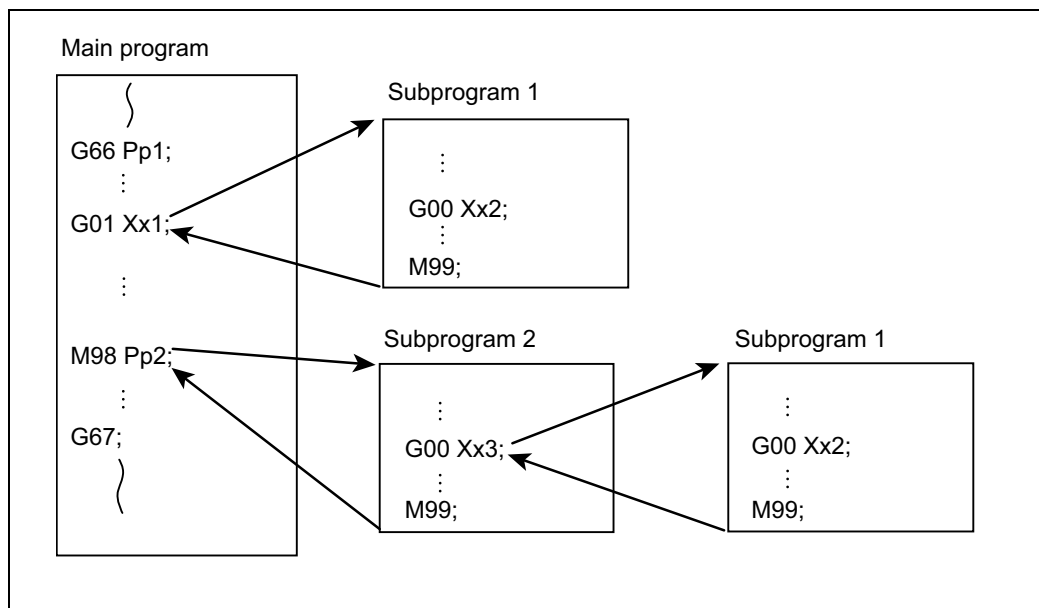 Main program
G66 Pp1;
⋮
G01 Xx1;
⋮
M98 Pp2;
⋮
G67;
Subprogram 1
⋮
G00 Xx2;
⋮
M99;
Subprogram 2
⋮
G00 Xx3;
⋮
M99;
Subprogram 1
⋮
G00 Xx2;
⋮
M99;